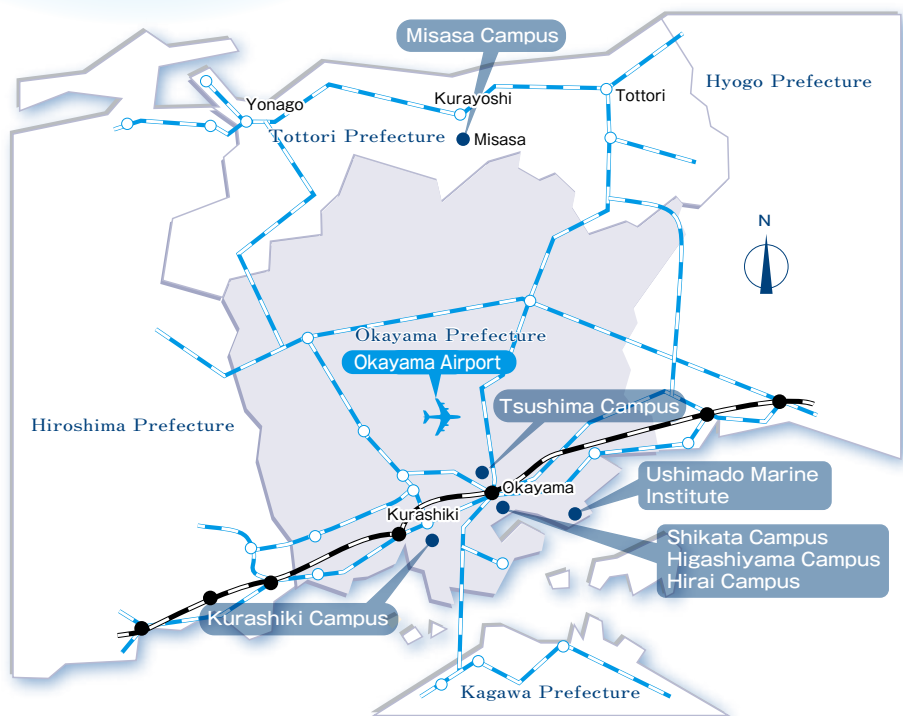 Misasa Campus
Hyogo Prefecture
Yonago
Kurayoshi
Tottori
Tottori Prefecture
Misasa
N
Okayama Prefecture
Okayama Airport
Tsushima Campus
Hiroshima Prefecture
Ushimado Marine
Institute
Okayama
Kurashiki
Shikata Campus
Higashiyama Campus
Hirai Campus
Kurashiki Campus
Kagawa Prefecture